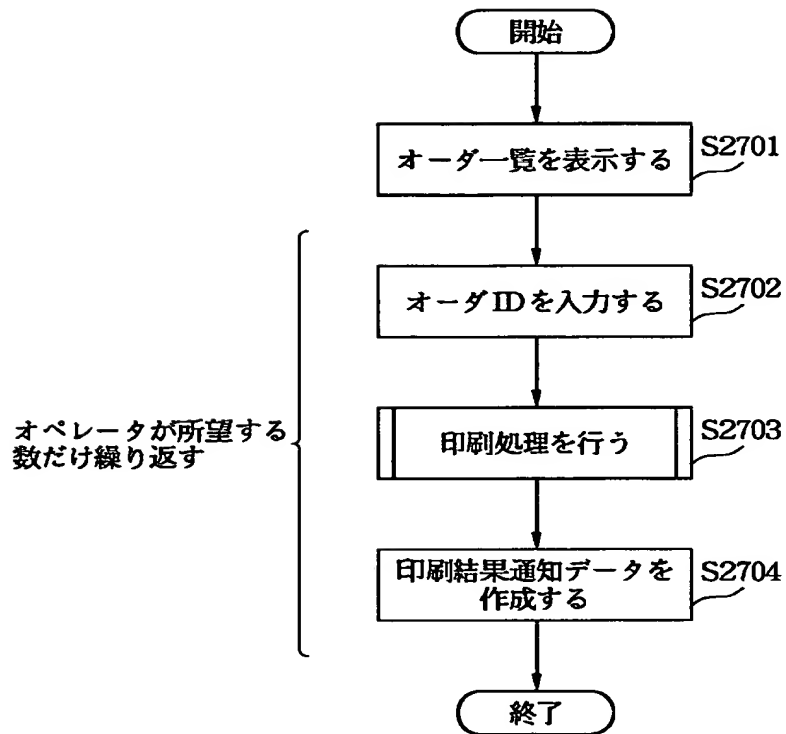 開始
オーダ一覧を表示する
S2701
オーダIDを入力する
S2702
オペレータが所望する
数だけ繰り返す
印刷処理を行う
S2703
印刷結果通知データを
作成する
S2704
終了